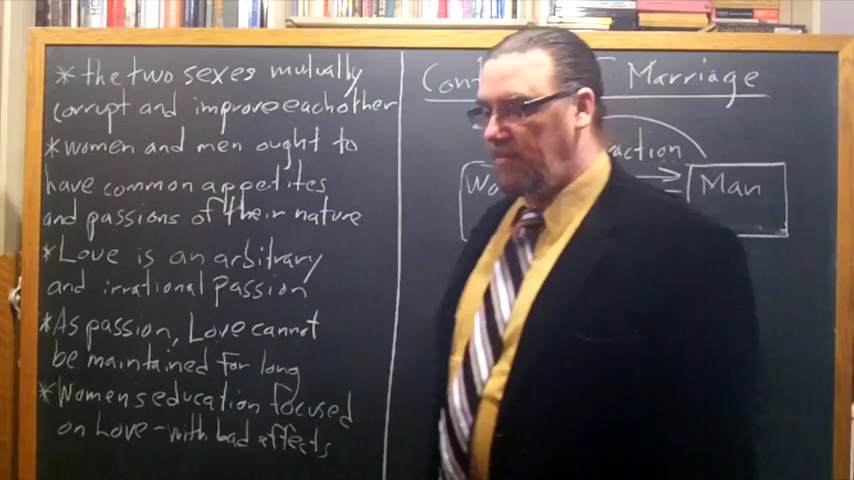 * the two sexes mutually
corrupt and improve each other
* women and men ought to
have common appetites
and passions of their nature
* Love is an arbitrary
and irrational passion
* As passion, Love cannot
be maintained for long
* Womens education focused
on Love - with bad affects
Marriage
Man